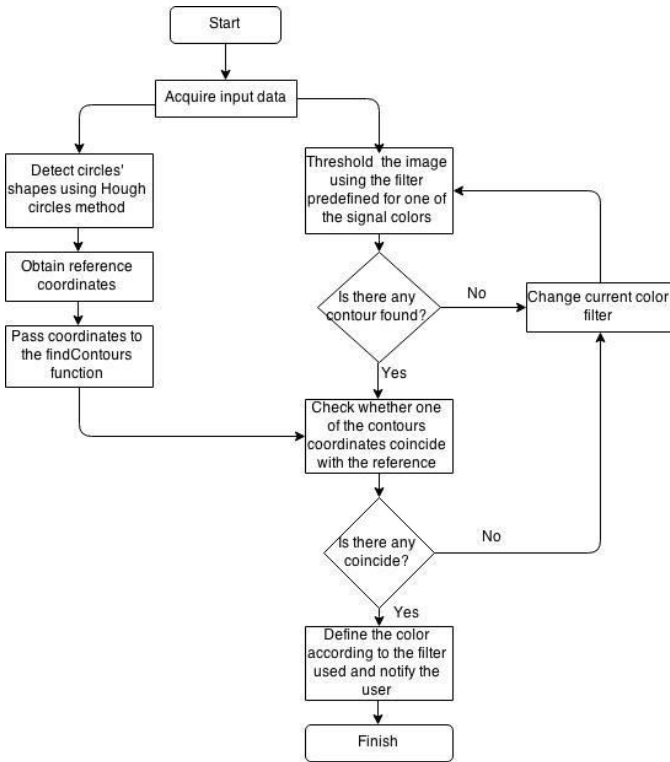 Start
Acquire input data
Detect circles'
shapes using Hough
circles method
Threshold the image
using the filter
predefined for one of
the signal colors
Obtain reference
coordinates
Is there any
contour found?
No
Change current color
filter
Pass coordinates to
the findContours
function
Yes
Check whether one
of the contours
coordinates coincide
with the reference
Is there any
coincide?
No
Yes
Define the color
according to the filter
used and notify the
user
Finish